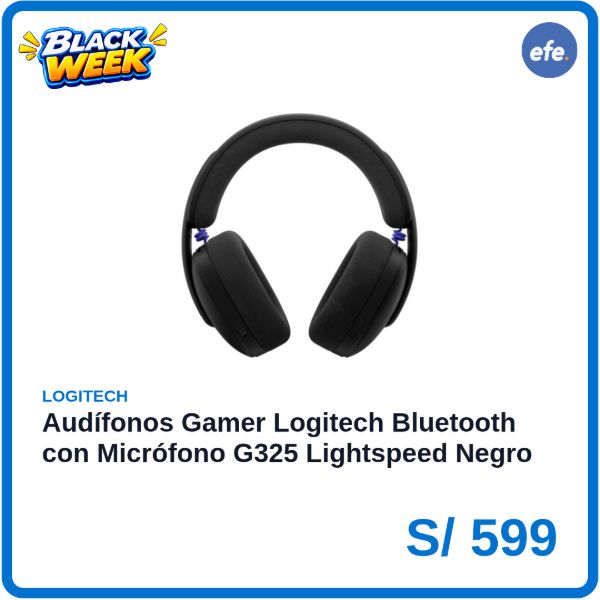 BLACK
WEEK
efe.
LOGITECH
Audífonos Gamer Logitech Bluetooth
con Micrófono G325 Lightspeed Negro
S/ 599